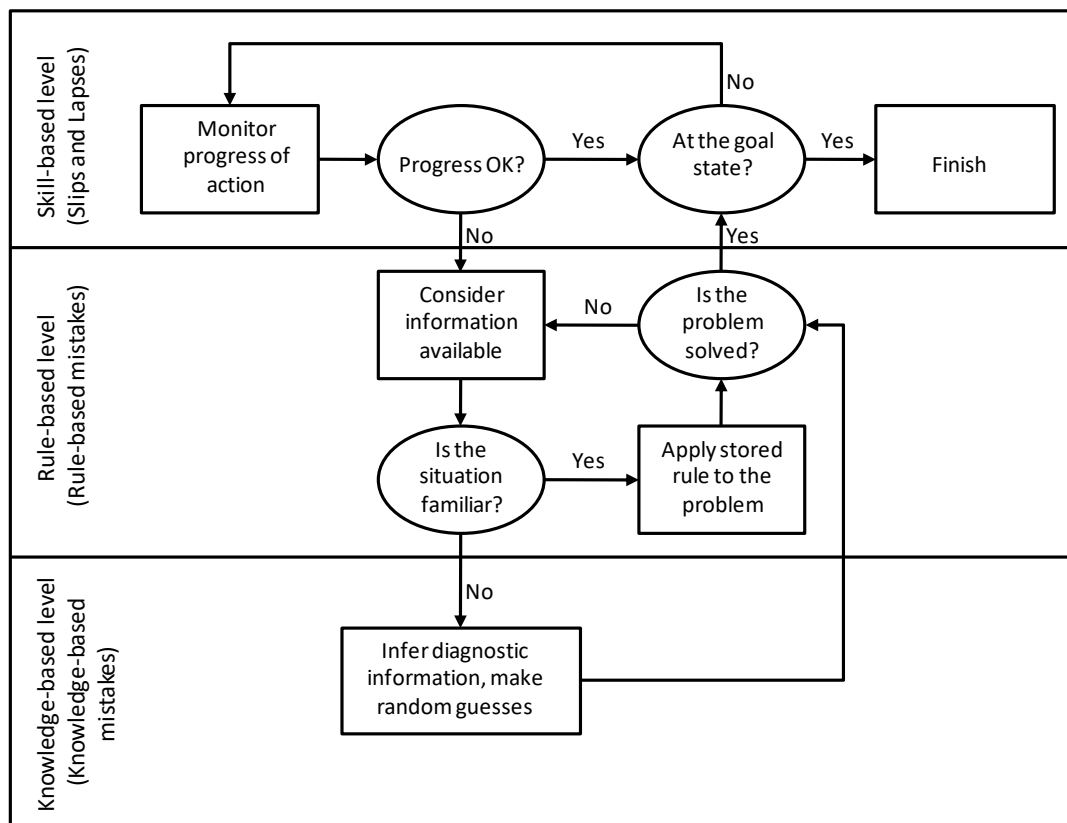 Skill-based level
(Slips and Lapses)
No
Monitor
progress of
action
Progress OK?
Yes
At the goal
state?
Yes
Finish
No
Yes
Rule-based level
(Rule-based mistakes)
Consider
information
available
No
Is the
problem
solved?
Is the
situation
familiar?
Yes
Apply stored
rule to the
problem
Knowledge-based level
(Knowledge-based
mistakes)
No
Infer diagnostic
information, make
random guesses